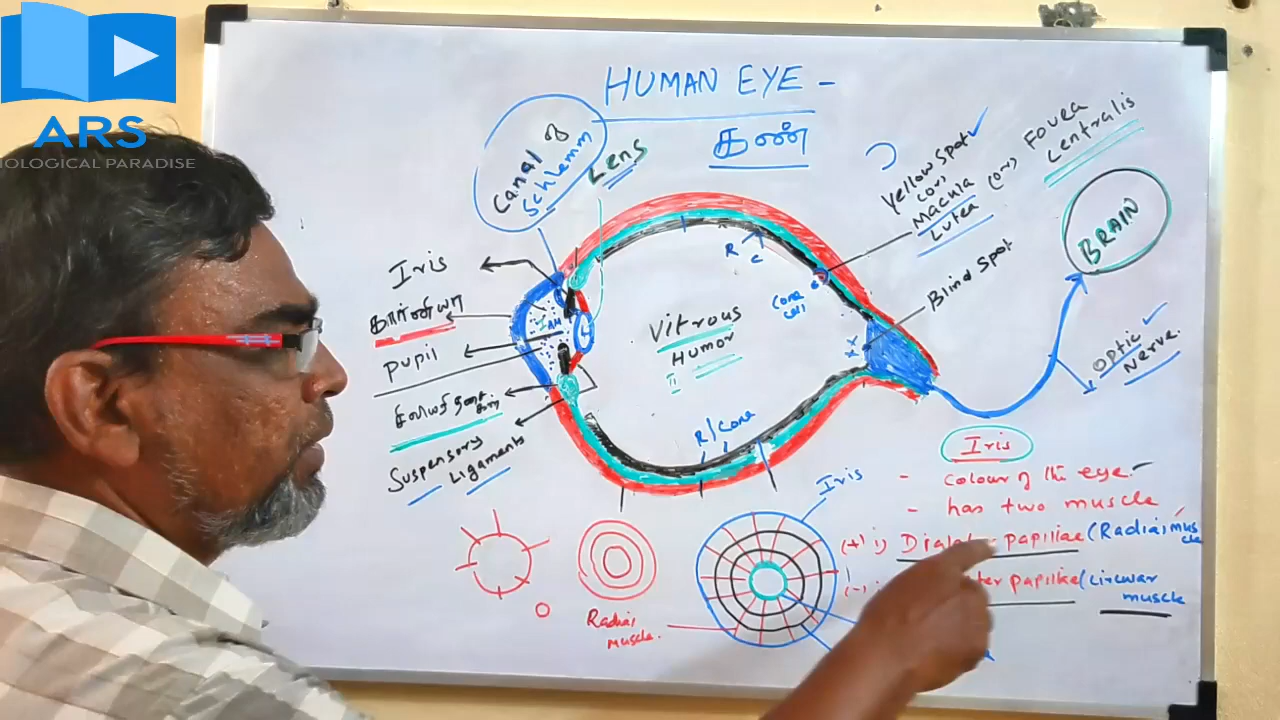 ARS
IOLOGICAL PARADISE
HUMAN EYE -
கண்
Canal of
Schlemm
Lens
Yellow spot
(or)
Macula
Lutea
(or) Fovea
Centralis
BRAIN
Blind spot
Optic
Nerve.
Iris
கார்னியா
pupil
Suspensory
Ligaments
R
C
Cone
cell
Vitrous
Humor
R/Cone
Iris
Iris
- colour of the eye.
- has two muscle
(+) i) papillae (Radial muscle
(-) papillae (circular
muscle
Radial
muscle.